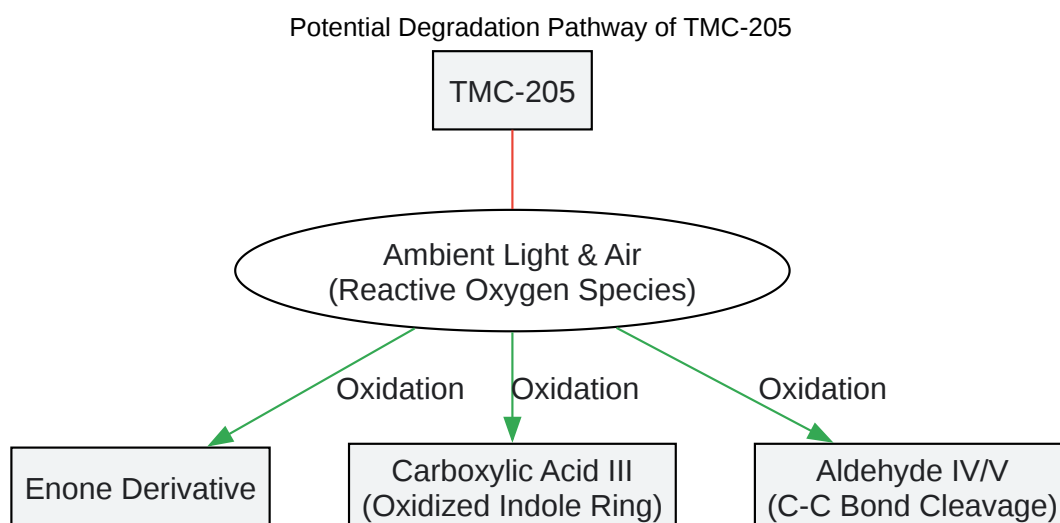 Potential Degradation Pathway of TMC-205
TMC-205
Ambient Light & Air
(Reactive Oxygen Species)
Oxidation
Oxidation
Oxidation
Enone Derivative
Carboxylic Acid III
(Oxidized Indole Ring)
Aldehyde IV/V
(C-C Bond Cleavage)